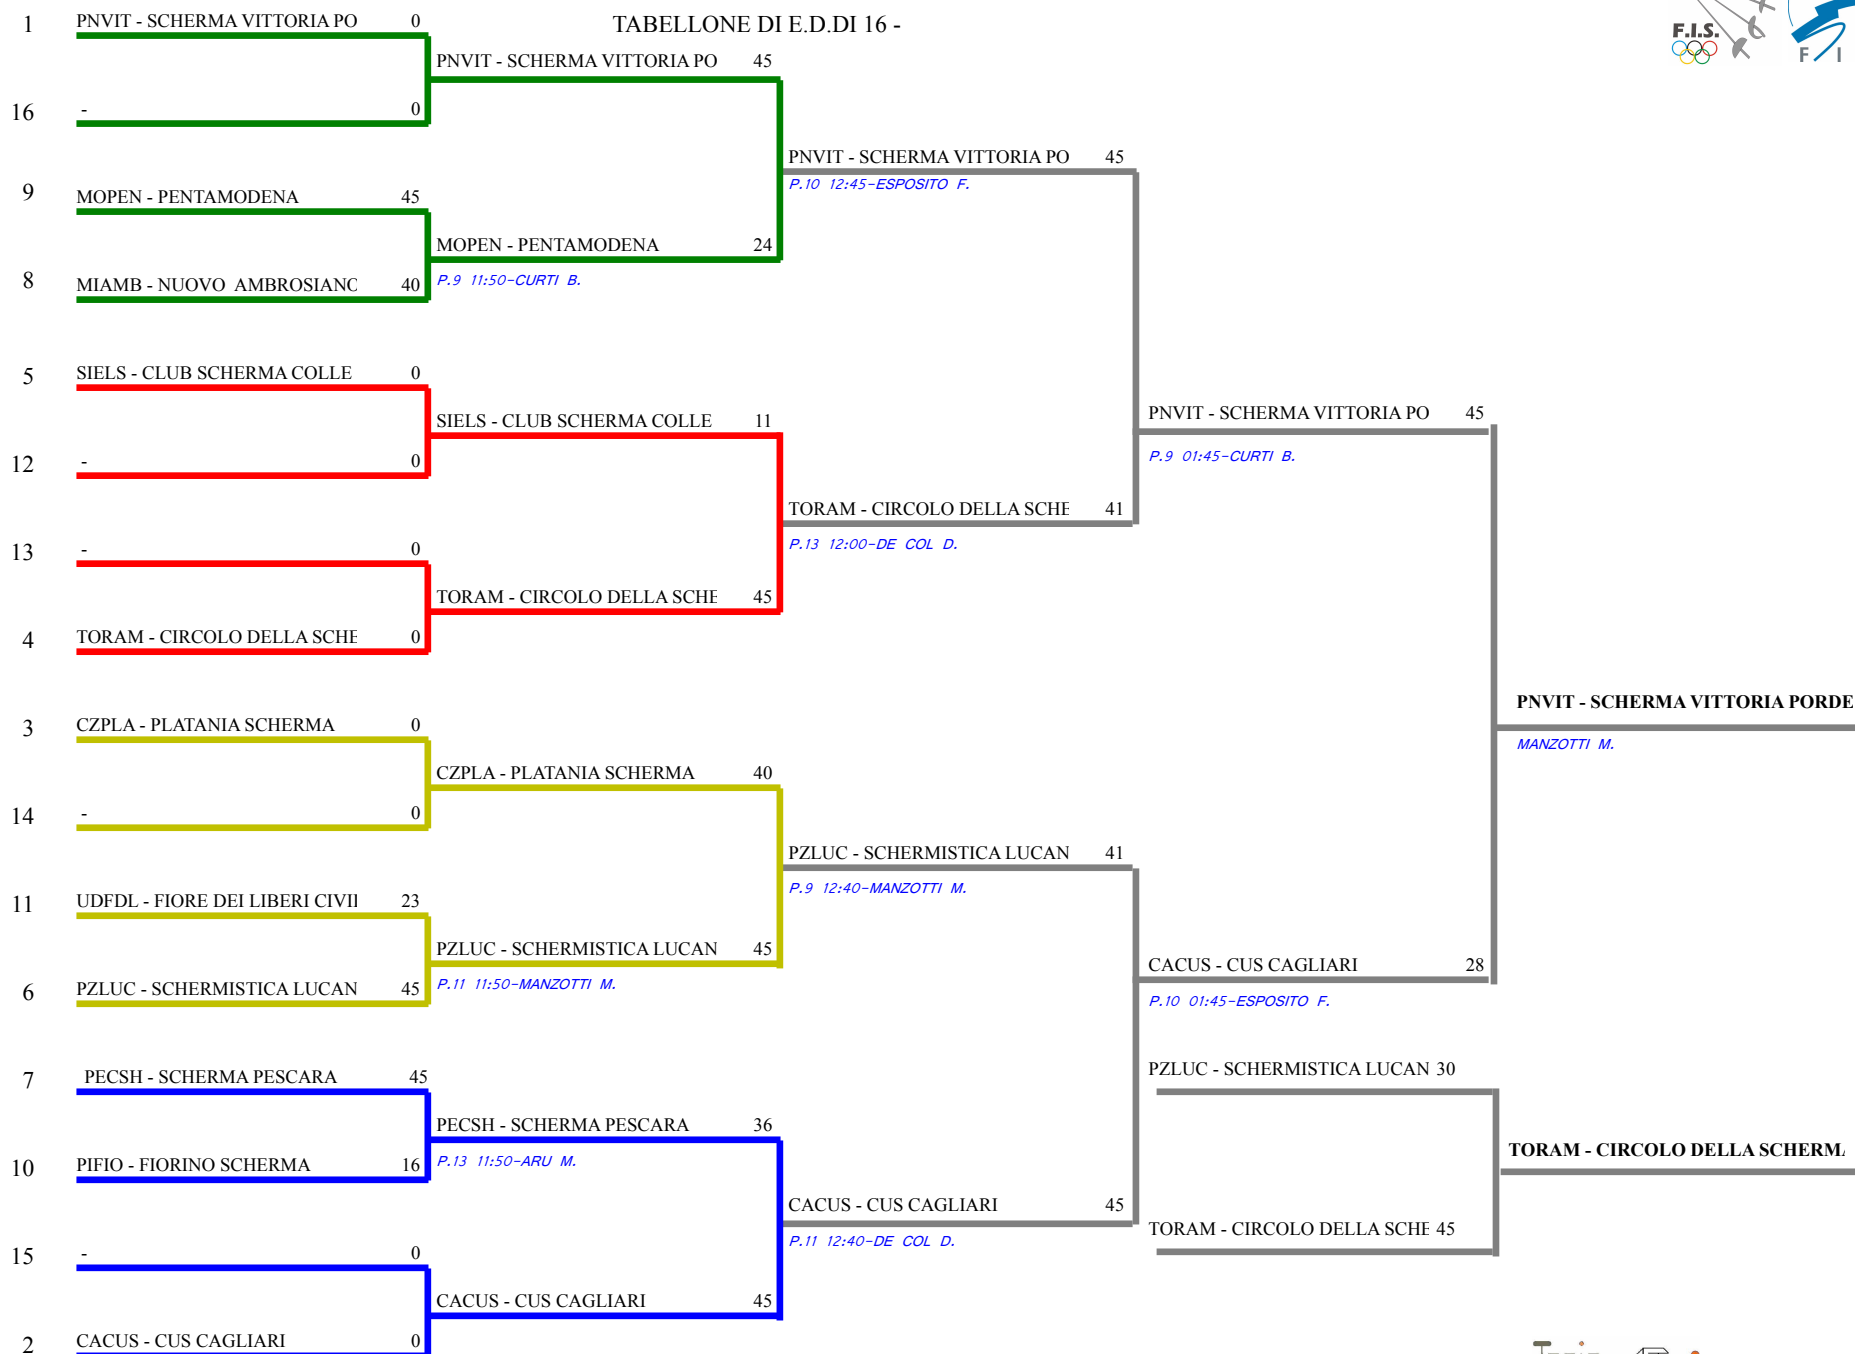 TABELLONE DI E.D.DI 16 -
F.I.S.
F I
1 PNVIT - SCHERMA VITTORIA PO 0
PNVIT - SCHERMA VITTORIA PO 45
16 - 0
PNVIT - SCHERMA VITTORIA PO 45
P.10 12:45-ESPOSITO F.
9 MOPEN - PENTAMODENA 45
MOPEN - PENTAMODENA 24
P.9 11:50-CURTI B.
8 MIAMB - NUOVO AMBROSIANO 40
5 SIELS - CLUB SCHERMA COLLE 0
SIELS - CLUB SCHERMA COLLE 11
PNVIT - SCHERMA VITTORIA PO 45
P.9 01:45-CURTI B.
12 - 0
TORAM - CIRCOLO DELLA SCHE 41
P.13 12:00-DE COL D.
13 - 0
TORAM - CIRCOLO DELLA SCHE 45
4 TORAM - CIRCOLO DELLA SCHE 0
PNVIT - SCHERMA VITTORIA PORDE
MANZOTTI M.
3 CZPLA - PLATANIA SCHERMA 0
CZPLA - PLATANIA SCHERMA 40
14 - 0
PZLUC - SCHERMISTICA LUCAN 41
P.9 12:40-MANZOTTI M.
11 UDFDL - FIORE DEI LIBERI CIVII 23
PZLUC - SCHERMISTICA LUCAN 45
P.11 11:50-MANZOTTI M.
6 PZLUC - SCHERMISTICA LUCAN 45
CACUS - CUS CAGLIARI 28
P.10 01:45-ESPOSITO F.
7 PECSH - SCHERMA PESCARA 45
PZLUC - SCHERMISTICA LUCAN 30
PECSH - SCHERMA PESCARA 36
P.13 11:50-ARU M.
10 PIFIO - FIORINO SCHERMA 16
TORAM - CIRCOLO DELLA SCHERMA
CACUS - CUS CAGLIARI 45
P.11 12:40-DE COL D.
TORAM - CIRCOLO DELLA SCHE 45
15 - 0
CACUS - CUS CAGLIARI 45
2 CACUS - CUS CAGLIARI 0